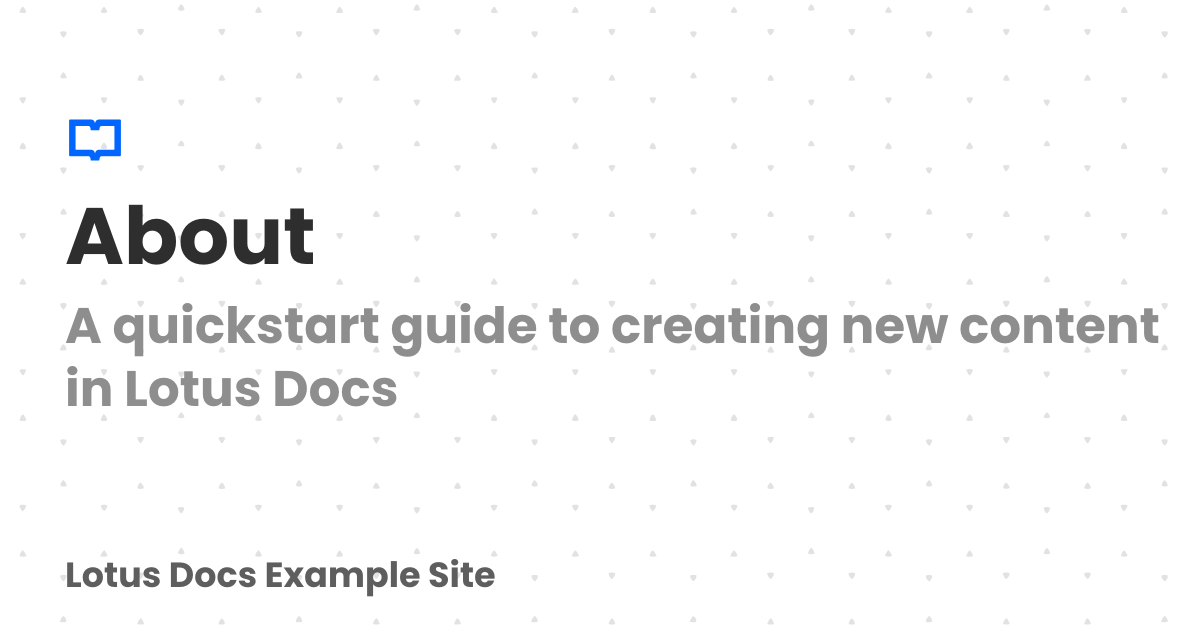 About
A quickstart guide to creating new content
in Lotus Docs
Lotus Docs Example Site